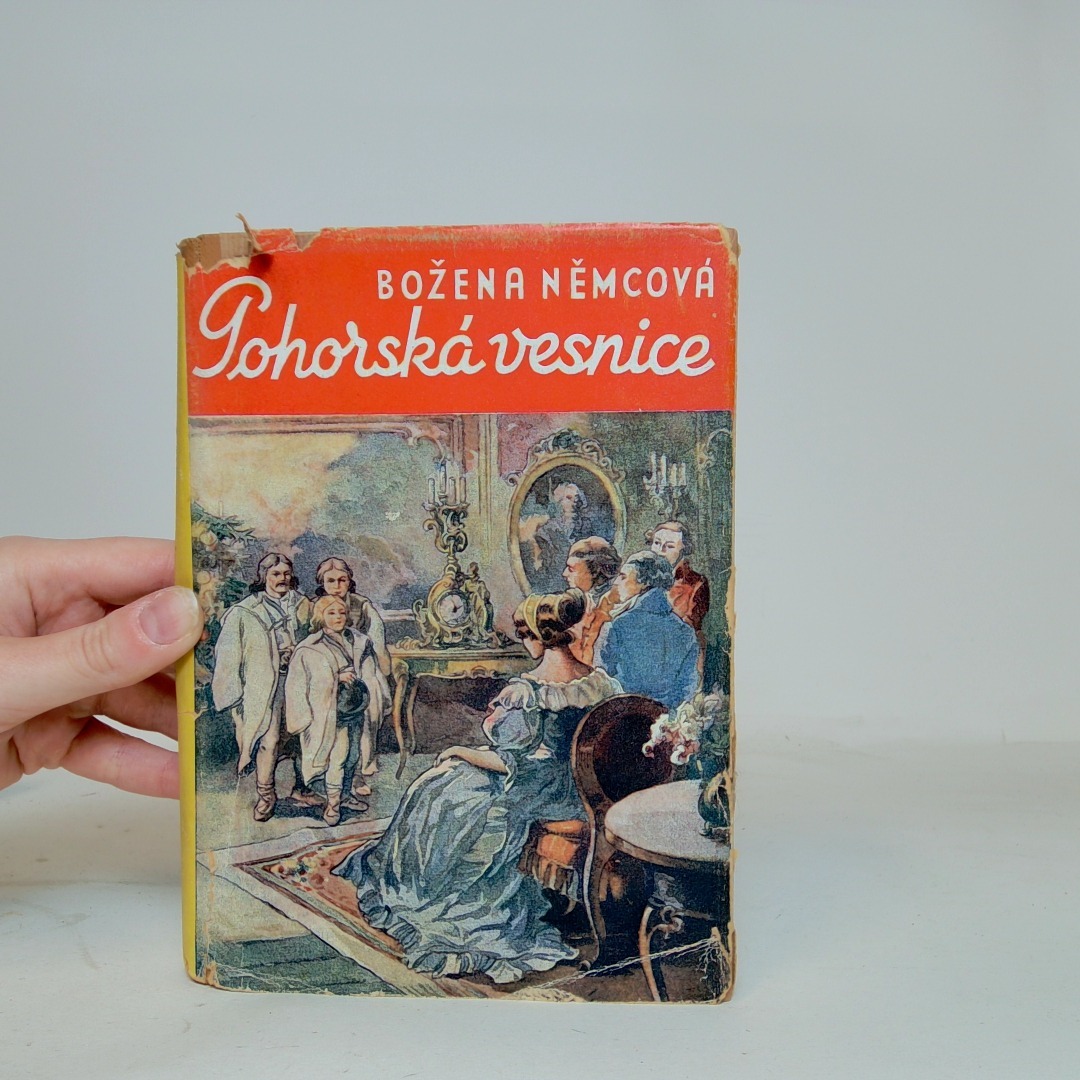 BOŽENA NĚMCOVÁ
Pohorská vesnice